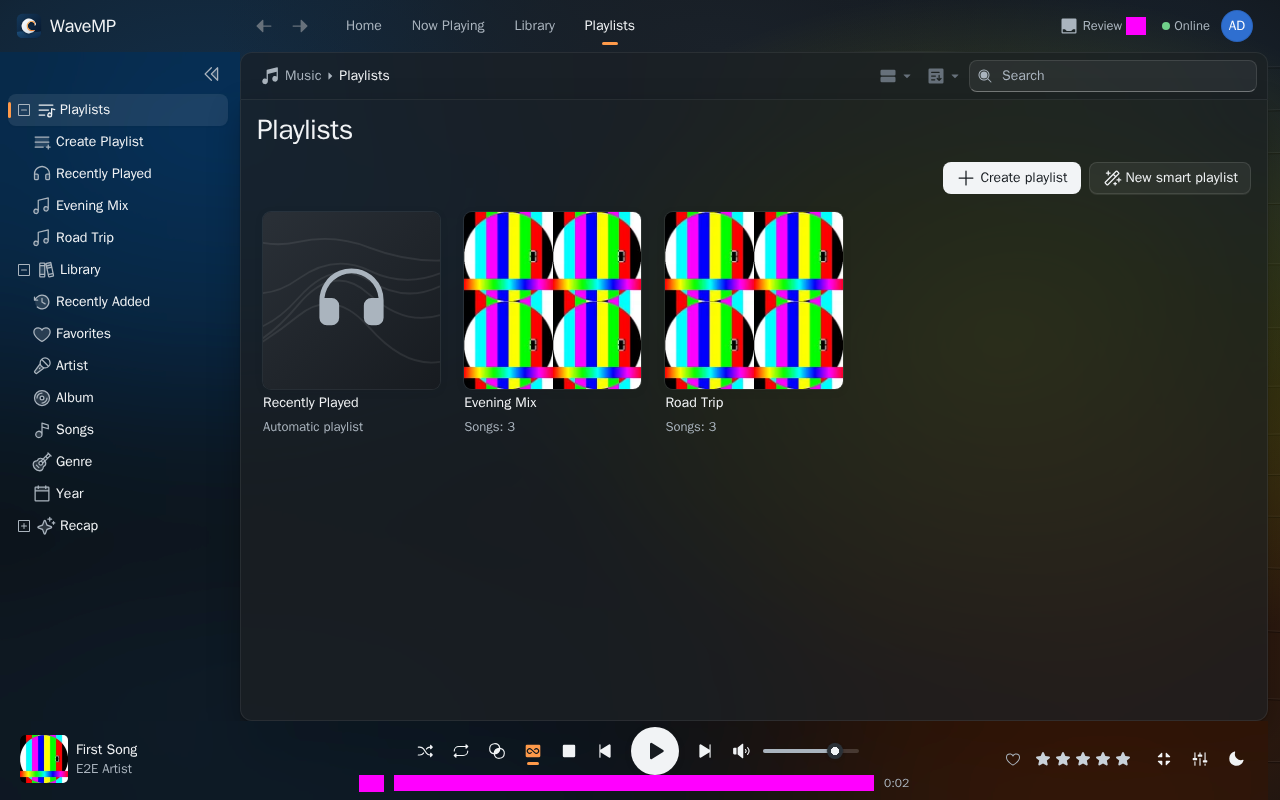 WaveMP
Home
Now Playing
Library
Playlists
Review
Online
AD
Music
Playlists
Search
Playlists
Create Playlist
Recently Played
Evening Mix
Road Trip
Library
Recently Added
Favorites
Artist
Album
Songs
Genre
Year
Recap
Playlists
Create playlist
New smart playlist
Recently Played
Automatic playlist
Evening Mix
Songs: 3
Road Trip
Songs: 3
First Song
E2E Artist
0:02